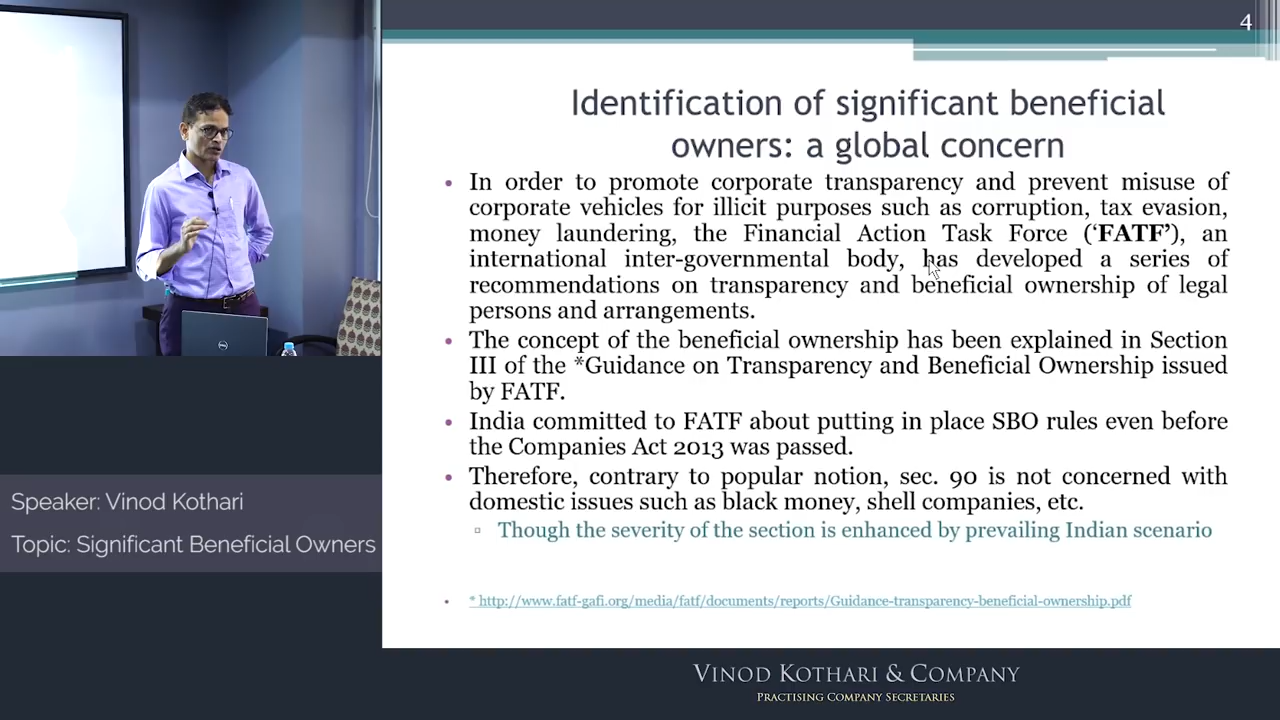 4
Identification of significant beneficial
owners: a global concern
• In order to promote corporate transparency and prevent misuse of
corporate vehicles for illicit purposes such as corruption, tax evasion,
money laundering, the Financial Action Task Force (‘FATF’), an
international inter-governmental body, has developed a series of
recommendations on transparency and beneficial ownership of legal
persons and arrangements.
• The concept of the beneficial ownership has been explained in Section
III of the *Guidance on Transparency and Beneficial Ownership issued
by FATF.
• India committed to FATF about putting in place SBO rules even before
the Companies Act 2013 was passed.
• Therefore, contrary to popular notion, sec. 90 is not concerned with
domestic issues such as black money, shell companies, etc.
▫ Though the severity of the section is enhanced by prevailing Indian scenario
• * http://www.fatf-gafi.org/media/fatf/documents/reports/Guidance-transparency-beneficial-ownership.pdf
Speaker: Vinod Kothari
Topic: Significant Beneficial Owners
VINOD KOTHARI & COMPANY
PRACTISING COMPANY SECRETARIES
DELL